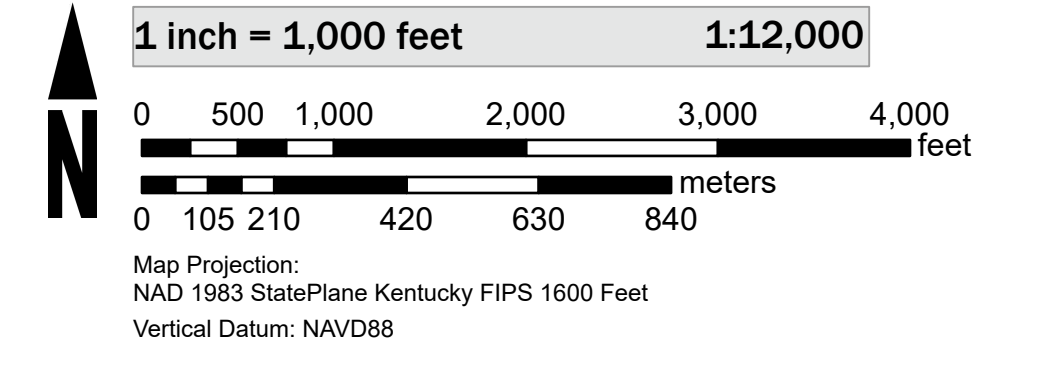 1 inch = 1,000 feet 1:12,000
0 500 1,000 2,000 3,000 4,000
feet
meters
0 105 210 420 630 840
N
Map Projection:
NAD 1983 StatePlane Kentucky FIPS 1600 Feet
Vertical Datum: NAVD88